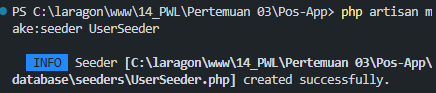 PS C:\laragon\www\14_PWL\Pertemuan 03\Pos-App> php artisan m
ake:seeder UserSeeder
INFO Seeder [C:\laragon\www\14_PWL\Pertemuan 03\Pos-App\
database\seeders\UserSeeder.php] created successfully.